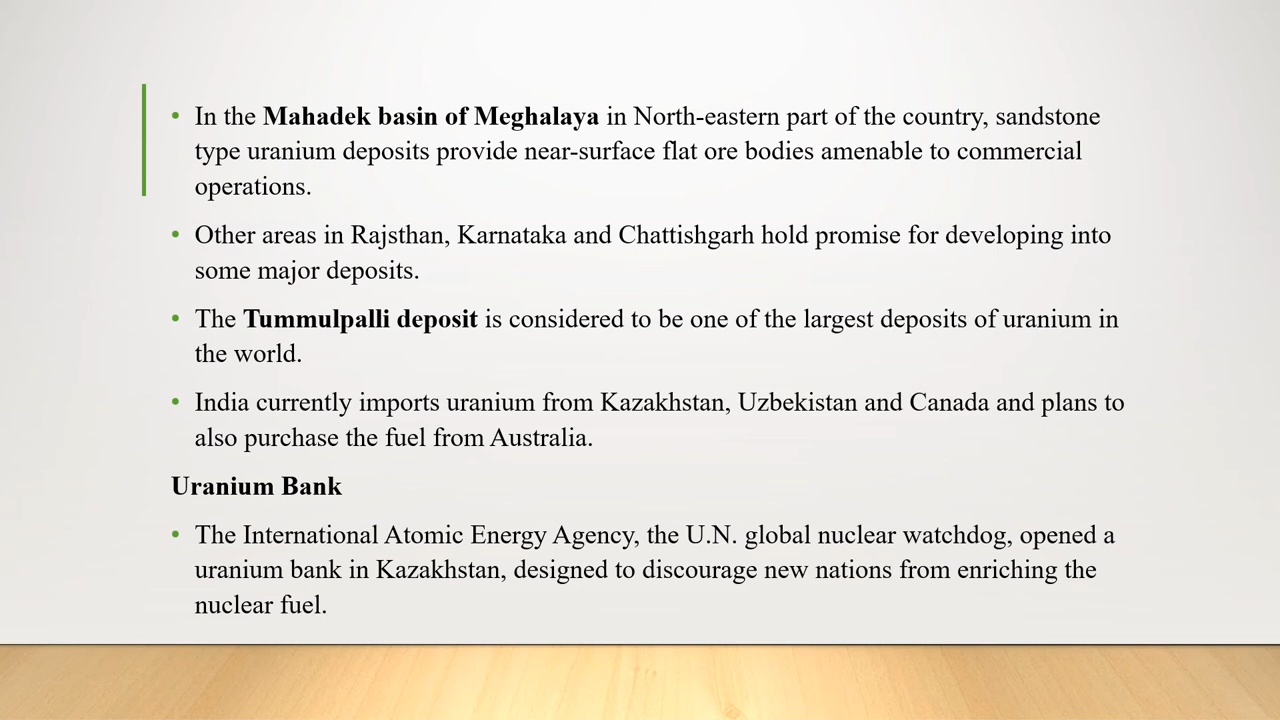 • In the Mahadek basin of Meghalaya in North-eastern part of the country, sandstone
type uranium deposits provide near-surface flat ore bodies amenable to commercial
operations.
• Other areas in Rajsthan, Karnataka and Chattishgarh hold promise for developing into
some major deposits.
• The Tummulpalli deposit is considered to be one of the largest deposits of uranium in
the world.
• India currently imports uranium from Kazakhstan, Uzbekistan and Canada and plans to
also purchase the fuel from Australia.
Uranium Bank
• The International Atomic Energy Agency, the U.N. global nuclear watchdog, opened a
uranium bank in Kazakhstan, designed to discourage new nations from enriching the
nuclear fuel.